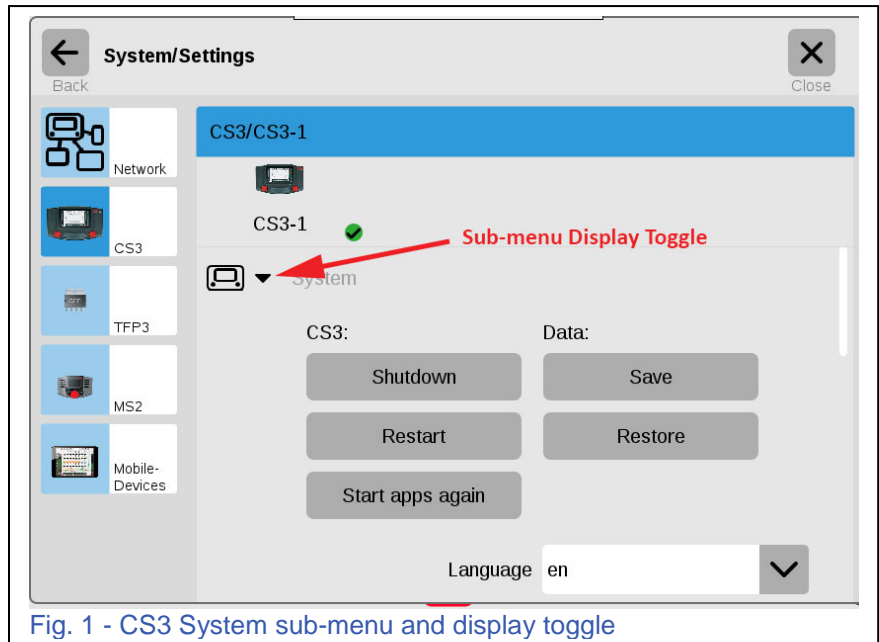 System/Settings
Back
Close
Network
CS3
TFP3
MS2
Mobile-
Devices
CS3/CS3-1
CS3-1
Sub-menu Display Toggle
System
CS3:
Data:
Shutdown
Save
Restart
Restore
Start apps again
Language
en
Fig. 1 - CS3 System sub-menu and display toggle